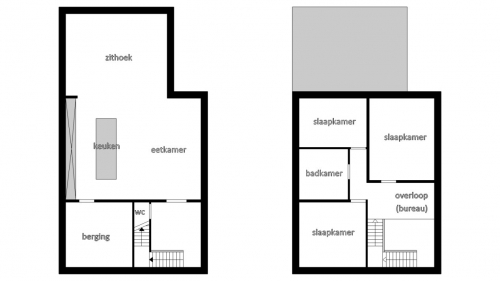 zithoek
keuken
eetkamer
wc
berging
slaapkamer
slaapkamer
badkamer
overloop
(bureau)
slaapkamer